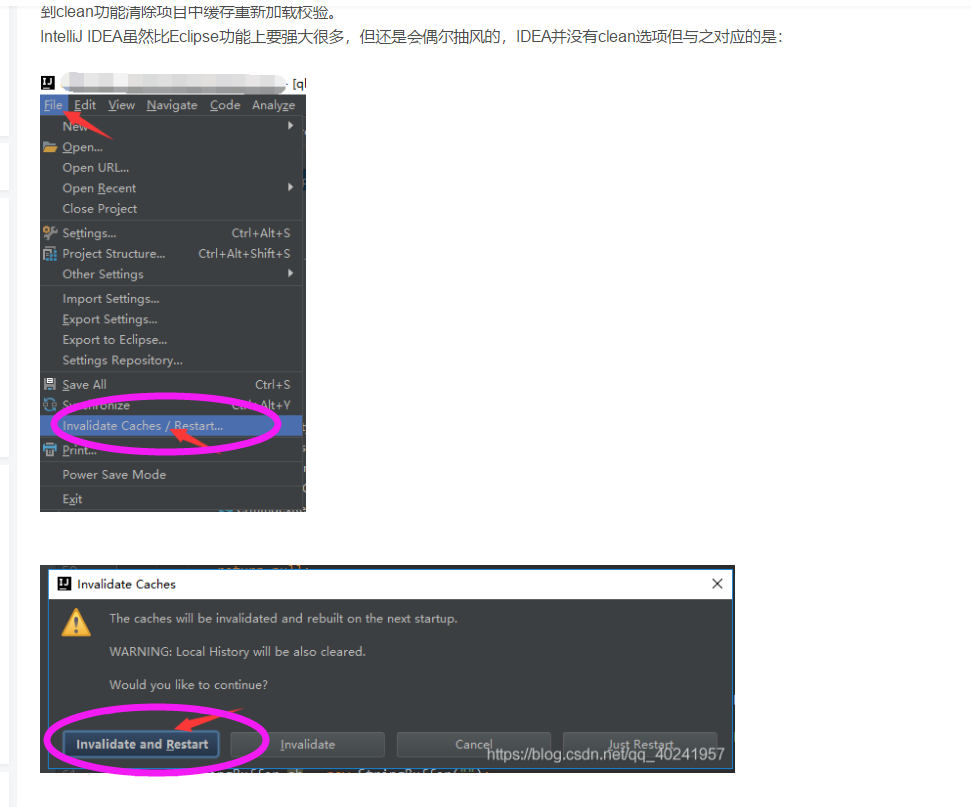 到clean功能清除项目中缓存重新加载校验。
IntelliJ IDEA虽然比Eclipse功能上要强大很多，但还是会偶尔抽风的，IDEA并没有clean选项但与之对应的是：
IJ - [ql
File Edit View Navigate Code Analyze
New
Open...
Open URL...
Open Recent
Close Project
Settings... Ctrl+Alt+S
Project Structure... Ctrl+Alt+Shift+S
Other Settings
Import Settings...
Export Settings...
Export to Eclipse...
Settings Repository...
Save All Ctrl+S
Synchronize Ctrl+Alt+Y
Invalidate Caches / Restart...
Print...
Power Save Mode
Exit
IJ Invalidate Caches
The caches will be invalidated and rebuilt on the next startup.
WARNING: Local History will be also cleared.
Would you like to continue?
Invalidate and Restart Invalidate Cancel Just Restart
https://blog.csdn.net/qq_40241957